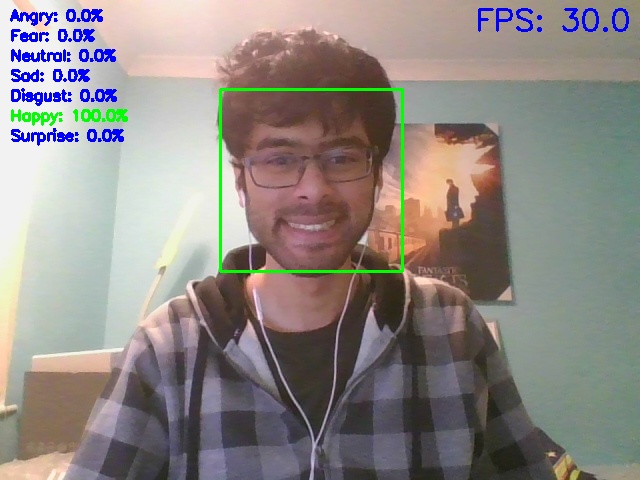 Angry: 0.0%
Fear: 0.0%
Neutral: 0.0%
Sad: 0.0%
Disgust: 0.0%
Happy: 100.0%
Surprise: 0.0%
FPS: 30.0
FANTASTIC